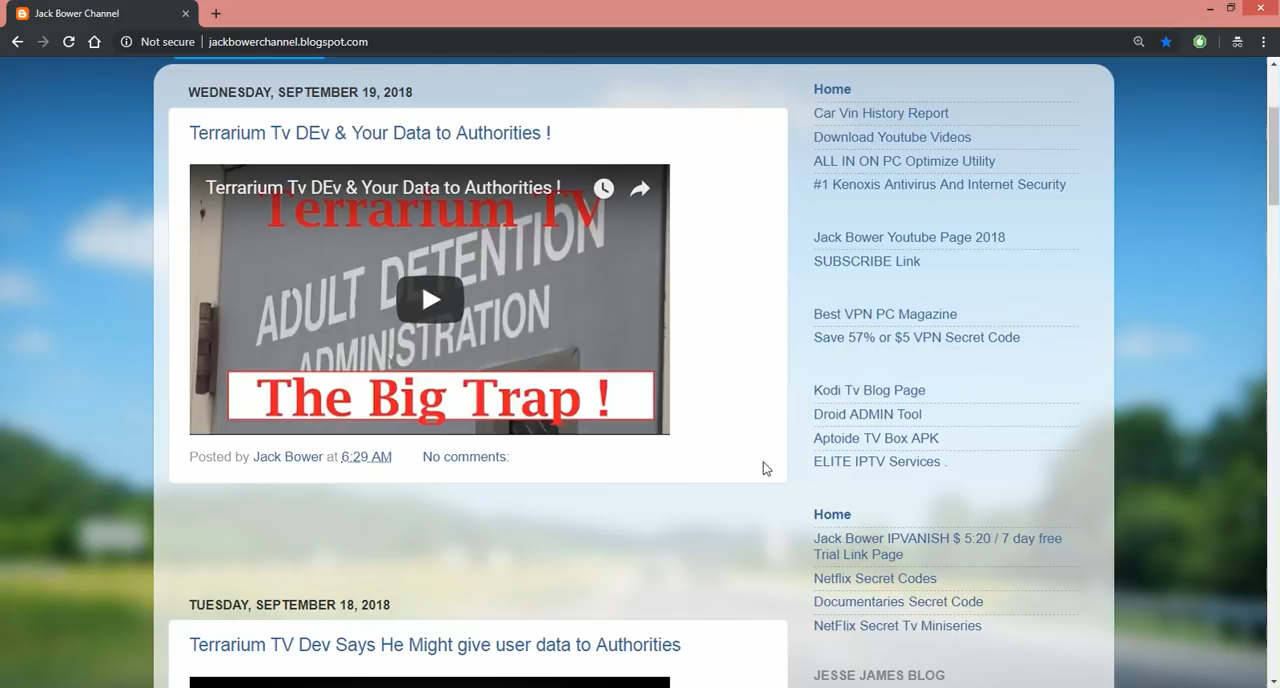 Jack Bower Channel
Not secure
jackbowerchannel.blogspot.com
WEDNESDAY, SEPTEMBER 19, 2018
Terrarium Tv DEv & Your Data to Authorities !
Terrarium Tv DEv & Your Data to Authorities !
Terrarium TV
ADULT DETENTION
ADMINISTRATION
The Big Trap !
Posted by Jack Bower at 6:29 AM
No comments:
TUESDAY, SEPTEMBER 18, 2018
Terrarium TV Dev Says He Might give user data to Authorities
Home
Car Vin History Report
Download Youtube Videos
ALL IN ON PC Optimize Utility
#1 Kenoxis Antivirus And Internet Security
Jack Bower Youtube Page 2018
SUBSCRIBE Link
Best VPN PC Magazine
Save 57% or $5 VPN Secret Code
Kodi Tv Blog Page
Droid ADMIN Tool
Aptoide TV Box APK
ELITE IPTV Services .
Home
Jack Bower IPVANISH $ 5:20 / 7 day free
Trial Link Page
Netflix Secret Codes
Documentaries Secret Code
NetFlix Secret Tv Miniseries
JESSE JAMES BLOG